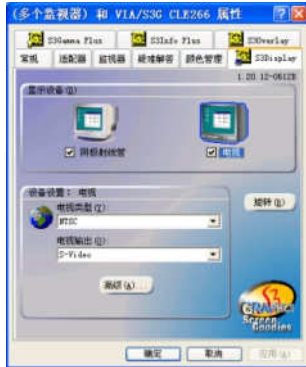 (多个监视器) 和 VIA/S3G CLE266 属性
S3Gamma Plus
S3Info Plus
S3Overlay
常规
适配器
监视器
疑难解答
颜色管理
S3Display
1.20.12-0612B
显示设备(D)
阴极射线管
电视
设备设置: 电视
电视类型(T)
NTSC
电视输出(O)
S-Video
旋转(R)
高级(A)...
S3
GRAPHICS
Screen
Goodies
确定
取消
应用(A)